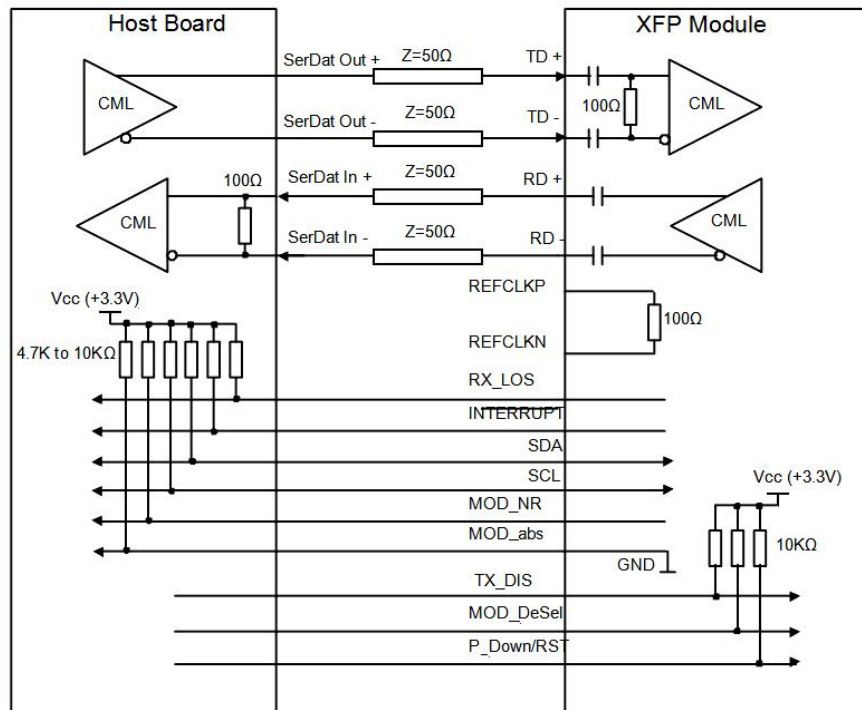 Host Board
XFP Module
SerDat Out +
Z=50Ω
TD +
CML
100Ω
CML
SerDat Out -
Z=50Ω
TD -
SerDat In +
Z=50Ω
RD +
100Ω
CML
CML
SerDat In -
Z=50Ω
RD -
REFCLKP
Vcc (+3.3V)
100Ω
REFCLKN
4.7K to 10KΩ
RX_LOS
INTERRUPT
SDA
SCL
Vcc (+3.3V)
MOD_NR
MOD_abs
10KΩ
GND
TX_DIS
MOD_DeSel
P_Down/RST